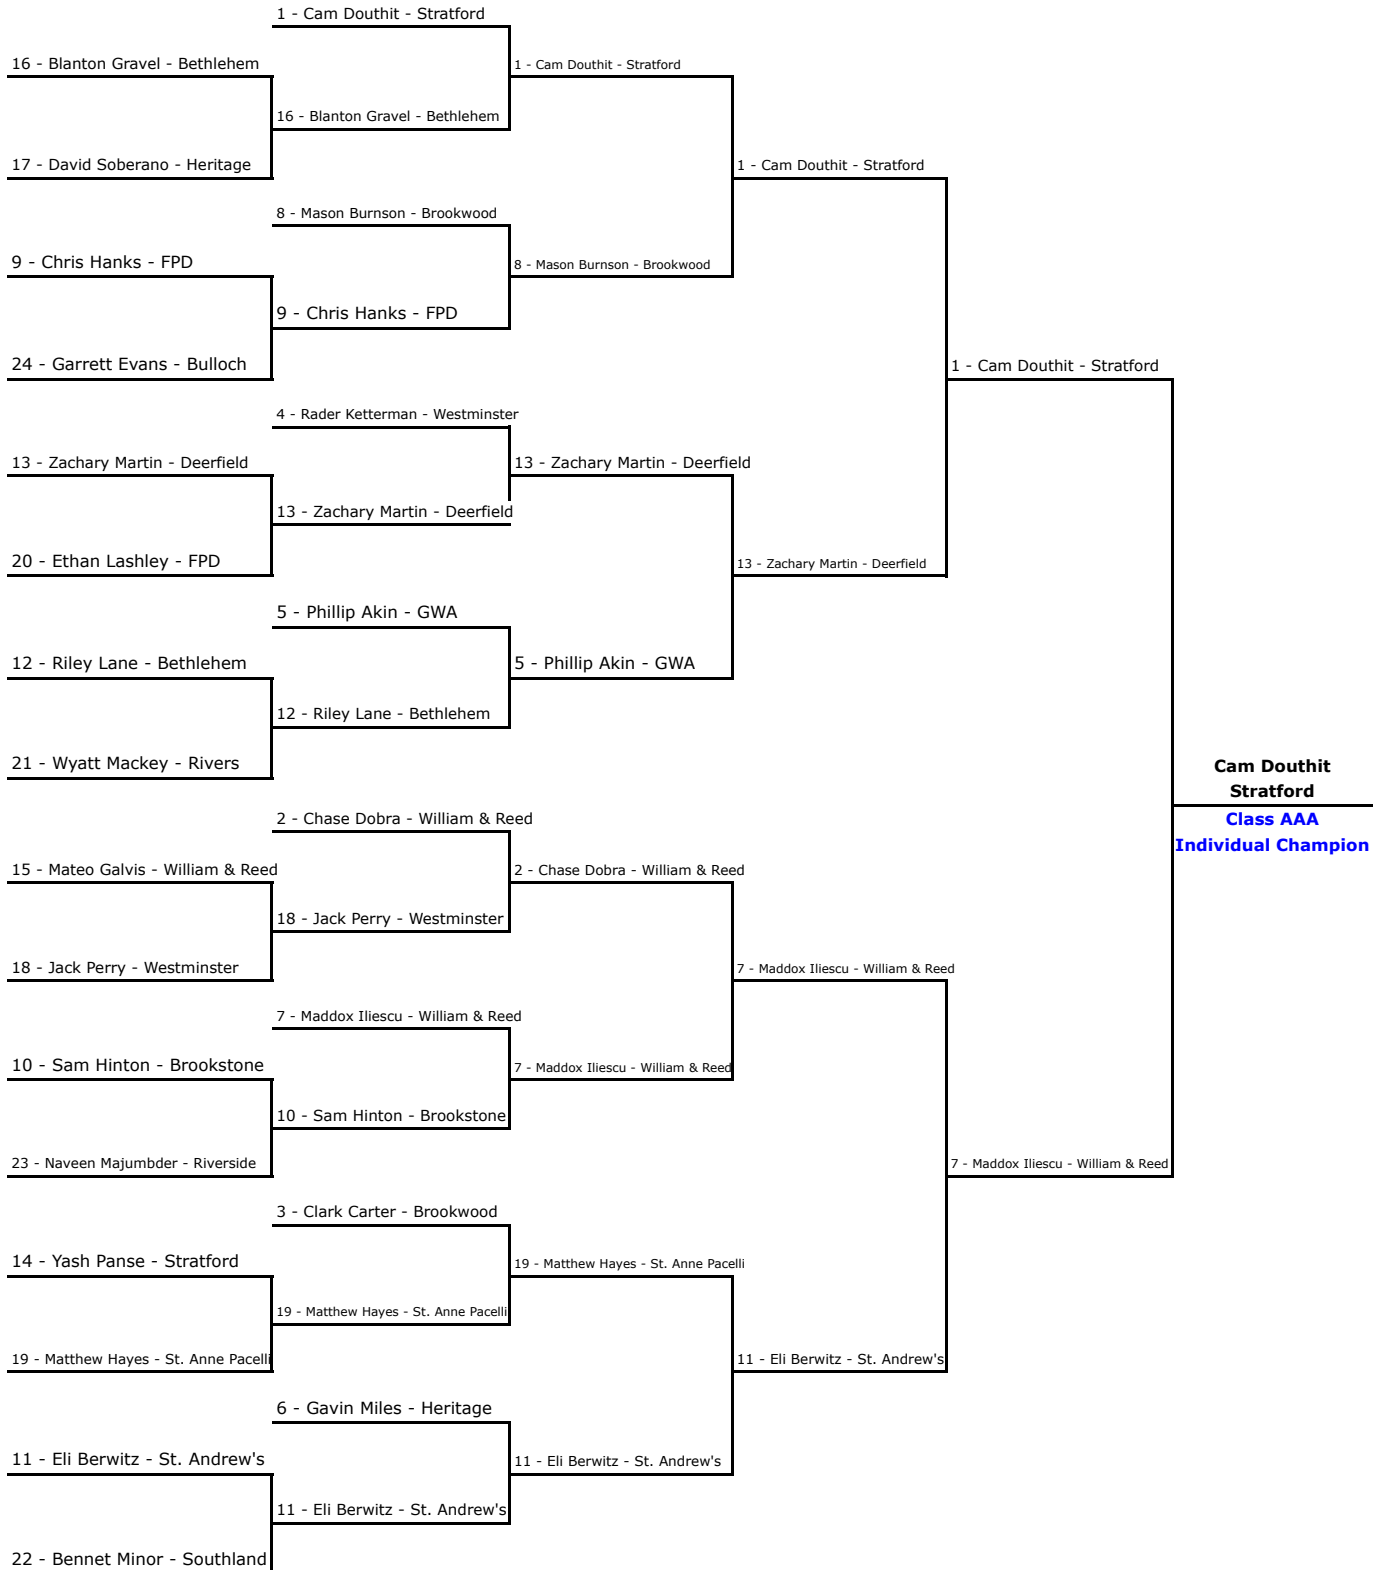 1 - Cam Douthit - Stratford
16 - Blanton Gravel - Bethlehem
1 - Cam Douthit - Stratford
16 - Blanton Gravel - Bethlehem
17 - David Soberano - Heritage
1 - Cam Douthit - Stratford
8 - Mason Burnson - Brookwood
9 - Chris Hanks - FPD
8 - Mason Burnson - Brookwood
9 - Chris Hanks - FPD
24 - Garrett Evans - Bulloch
1 - Cam Douthit - Stratford
4 - Rader Ketterman - Westminster
13 - Zachary Martin - Deerfield
13 - Zachary Martin - Deerfield
13 - Zachary Martin - Deerfield
20 - Ethan Lashley - FPD
13 - Zachary Martin - Deerfield
5 - Phillip Akin - GWA
12 - Riley Lane - Bethlehem
5 - Phillip Akin - GWA
12 - Riley Lane - Bethlehem
21 - Wyatt Mackey - Rivers
Cam Douthit
Stratford
Class AAA
Individual Champion
2 - Chase Dobra - William & Reed
15 - Mateo Galvis - William & Reed
2 - Chase Dobra - William & Reed
18 - Jack Perry - Westminster
18 - Jack Perry - Westminster
7 - Maddox Iliescu - William & Reed
7 - Maddox Iliescu - William & Reed
10 - Sam Hinton - Brookstone
7 - Maddox Iliescu - William & Reed
10 - Sam Hinton - Brookstone
23 - Naveen Majumbder - Riverside
7 - Maddox Iliescu - William & Reed
3 - Clark Carter - Brookwood
14 - Yash Panse - Stratford
19 - Matthew Hayes - St. Anne Pacelli
19 - Matthew Hayes - St. Anne Pacelli
19 - Matthew Hayes - St. Anne Pacelli
11 - Eli Berwitz - St. Andrew's
6 - Gavin Miles - Heritage
11 - Eli Berwitz - St. Andrew's
11 - Eli Berwitz - St. Andrew's
11 - Eli Berwitz - St. Andrew's
22 - Bennet Minor - Southland